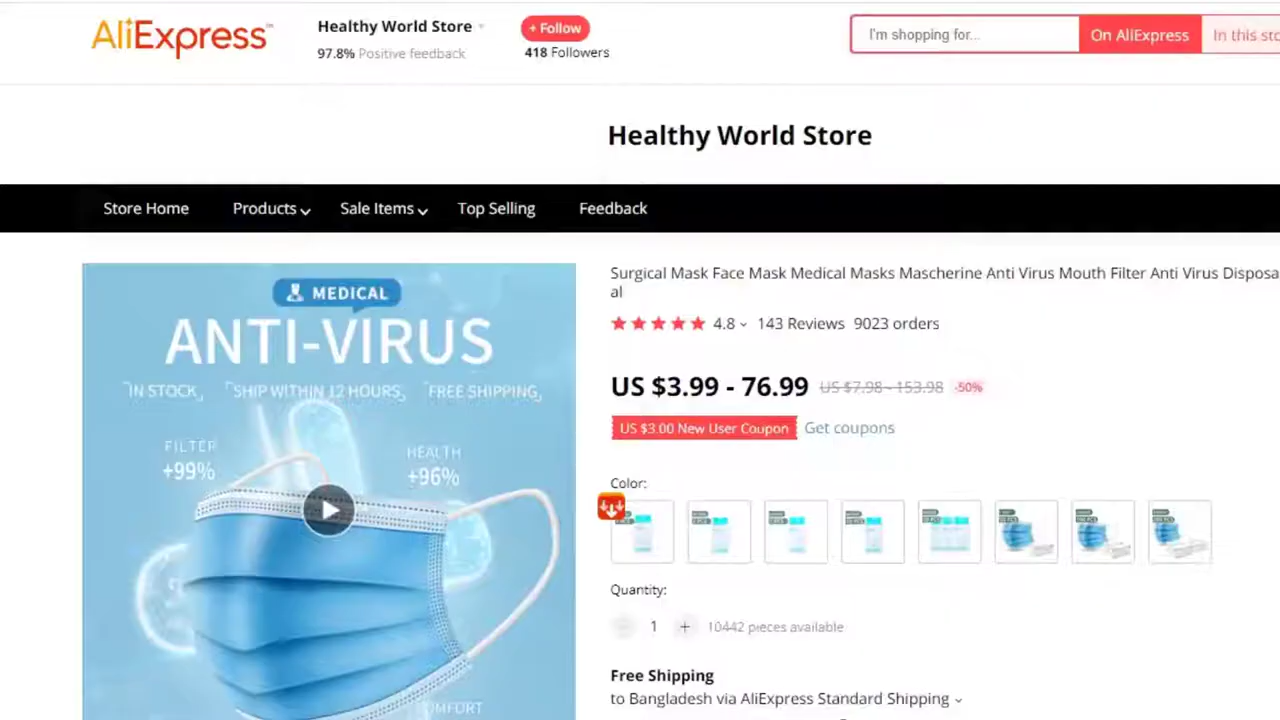 AliExpress™
Healthy World Store
+ Follow
97.8% Positive feedback
418 Followers
I'm shopping for...
On AliExpress
In this sto
Healthy World Store
Store Home
Products
Sale Items
Top Selling
Feedback
MEDICAL
ANTI-VIRUS
「IN STOCK」 「SHIP WITHIN 12 HOURS」 「FREE SHIPPING」
FILTER
+99%
HEALTH
+96%
OMFORT
Surgical Mask Face Mask Medical Masks Mascherine Anti Virus Mouth Filter Anti Virus Disposa
al
4.8 143 Reviews 9023 orders
US $3.99 - 76.99 US $7.98 - 153.98 -50%
US $3.00 New User Coupon Get coupons
Color:
Quantity:
1 + 10442 pieces available
Free Shipping
to Bangladesh via AliExpress Standard Shipping